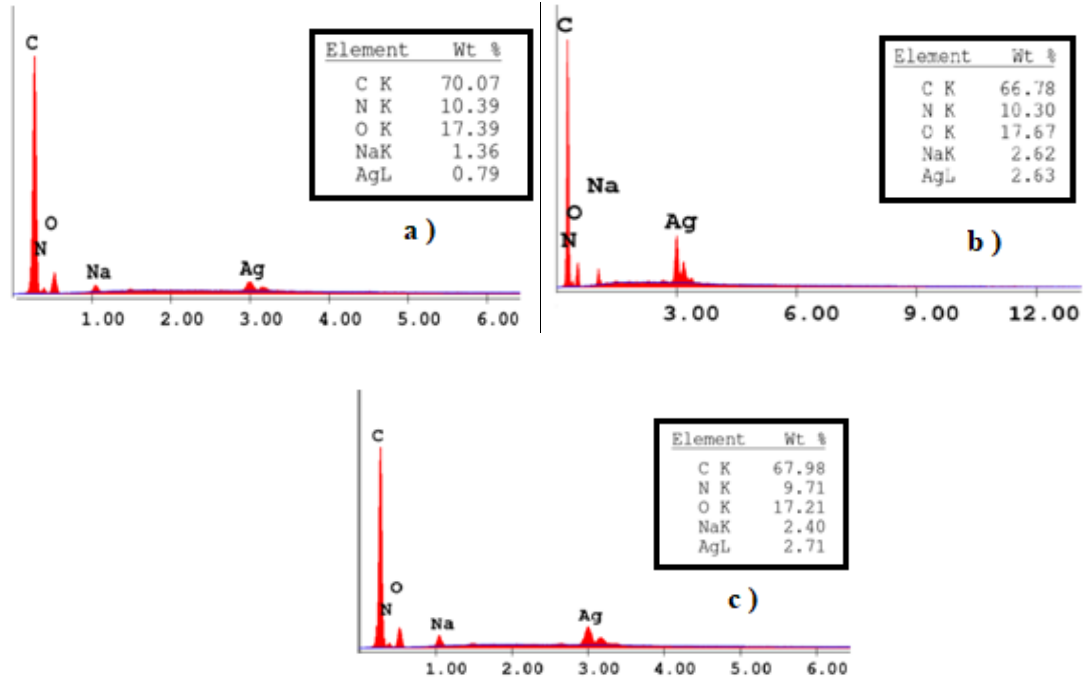 C
O
N
Na
Ag
Element Wt %
C K 70.07
N K 10.39
O K 17.39
NaK 1.36
AgL 0.79
a )
1.00 2.00 3.00 4.00 5.00 6.00
C
O
N
Na
Ag
Element Wt %
C K 66.78
N K 10.30
O K 17.67
NaK 2.62
AgL 2.63
b )
3.00 6.00 9.00 12.00
C
O
N
Na
Ag
Element Wt %
C K 67.98
N K 9.71
O K 17.21
NaK 2.40
AgL 2.71
c )
1.00 2.00 3.00 4.00 5.00 6.00